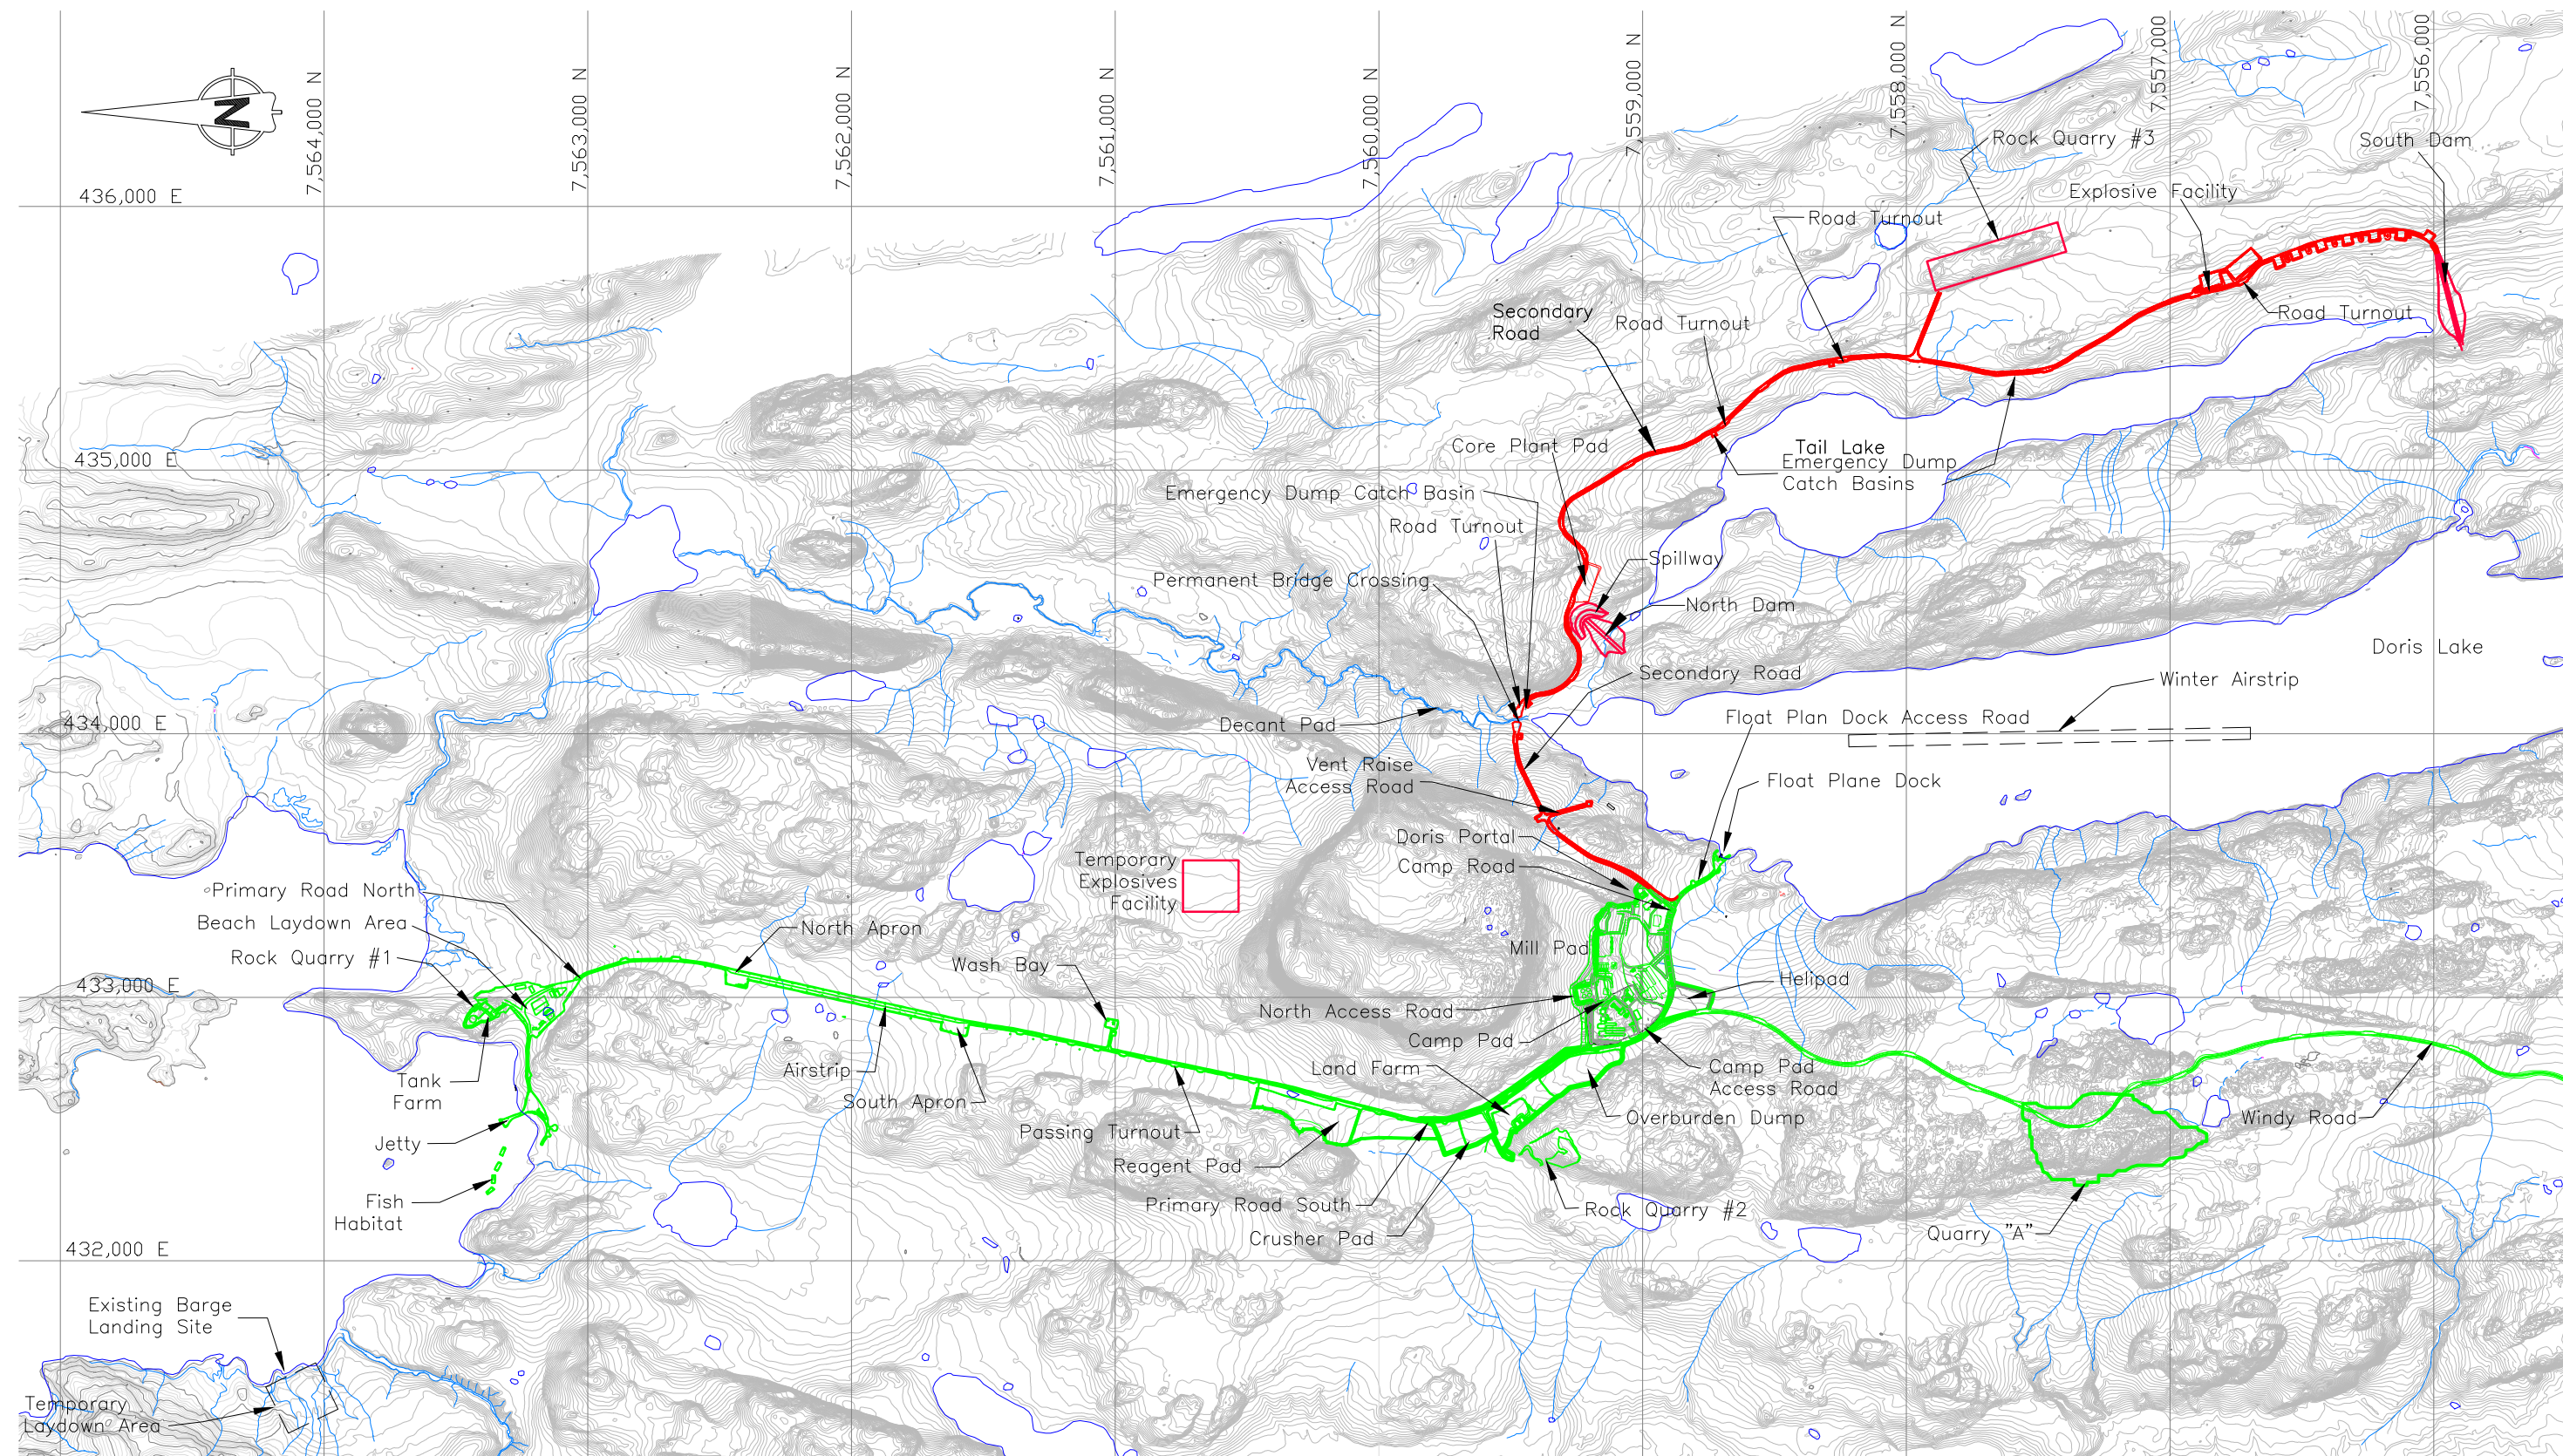 N
7,564,000 N
7,563,000 N
7,562,000 N
7,561,000 N
7,560,000 N
7,559,000 N
7,558,000 N
7,557,000 N
7,556,000 N
436,000 E
435,000 E
434,000 E
433,000 E
432,000 E
Rock Quarry #3
South Dam
Explosive Facility
Road Turnout
Road Turnout
Secondary
Road
Road Turnout
Core Plant Pad
Tail Lake
Emergency Dump
Catch Basins
Emergency Dump Catch Basin
Road Turnout
Permanent Bridge Crossing
Spillway
North Dam
Doris Lake
Secondary Road
Winter Airstrip
Decant Pad
Float Plan Dock Access Road
Vent Raise
Access Road
Float Plane Dock
Doris Portal
Camp Road
Temporary
Explosives
Facility
Primary Road North
Beach Laydown Area
Rock Quarry #1
North Apron
Wash Bay
Mill Pad
Helipad
North Access Road
Camp Pad
Land Farm
Camp Pad
Access Road
Tank
Farm
Airstrip
South Apron
Overburden Dump
Windy Road
Jetty
Passing Turnout
Reagent Pad
Fish
Habitat
Primary Road South
Rock Quarry #2
Crusher Pad
Quarry "A"
Existing Barge
Landing Site
Temporary
Laydown Area